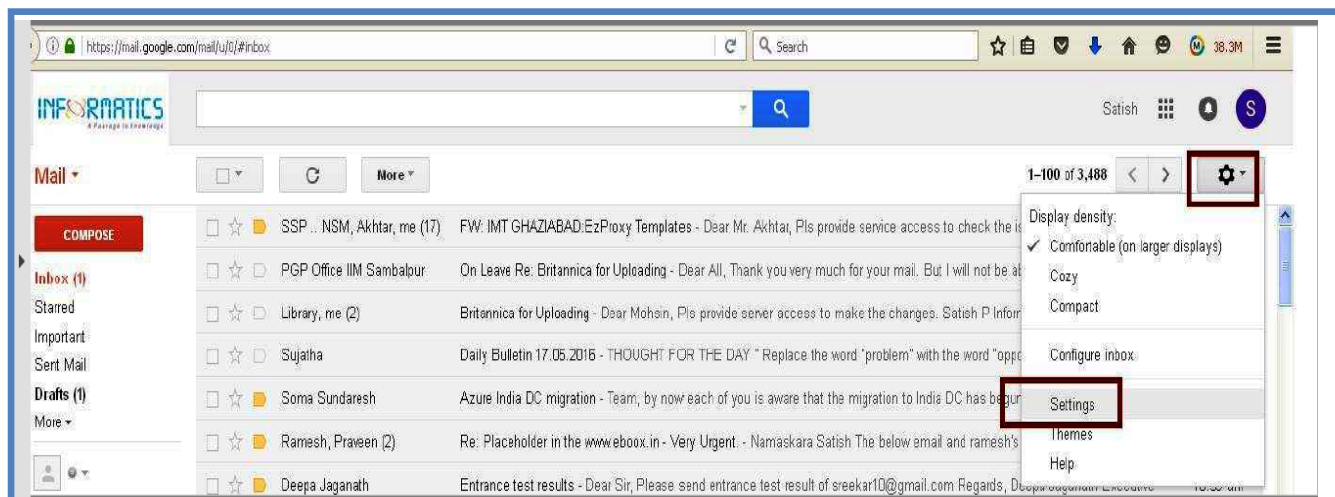 https://mail.google.com/mail/u/0/#inbox
Search
38.3M
INFORMATICS
A Passage to Knowledge
Satish
S
Mail
More
1–100 of 3,488
COMPOSE
Inbox (1)
Starred
Important
Sent Mail
Drafts (1)
More
SSP .. NSM, Akhtar, me (17) FW: IMT GHAZIABAD:EzProxy Templates - Dear Mr. Akhtar, Pls provide service access to check the is
PGP Office IIM Sambalpur On Leave Re: Britannica for Uploading - Dear All, Thank you very much for your mail. But I will not be ab
Library, me (2) Britannica for Uploading - Dear Mohsin, Pls provide server access to make the changes. Satish P Inform
Sujatha Daily Bulletin 17.05.2016 - THOUGHT FOR THE DAY " Replace the word "problem" with the word "oppo
Soma Sundaresh Azure India DC migration - Team, by now each of you is aware that the migration to India DC has begun
Ramesh, Praveen (2) Re: Placeholder in the www.eboox.in - Very Urgent. - Namaskara Satish The below email and ramesh's
Deepa Jaganath Entrance test results - Dear Sir, Please send entrance test result of sreekar10@gmail.com Regards,
Display density:
✓ Comfortable (on larger displays)
Cozy
Compact
Configure inbox
Settings
Themes
Help